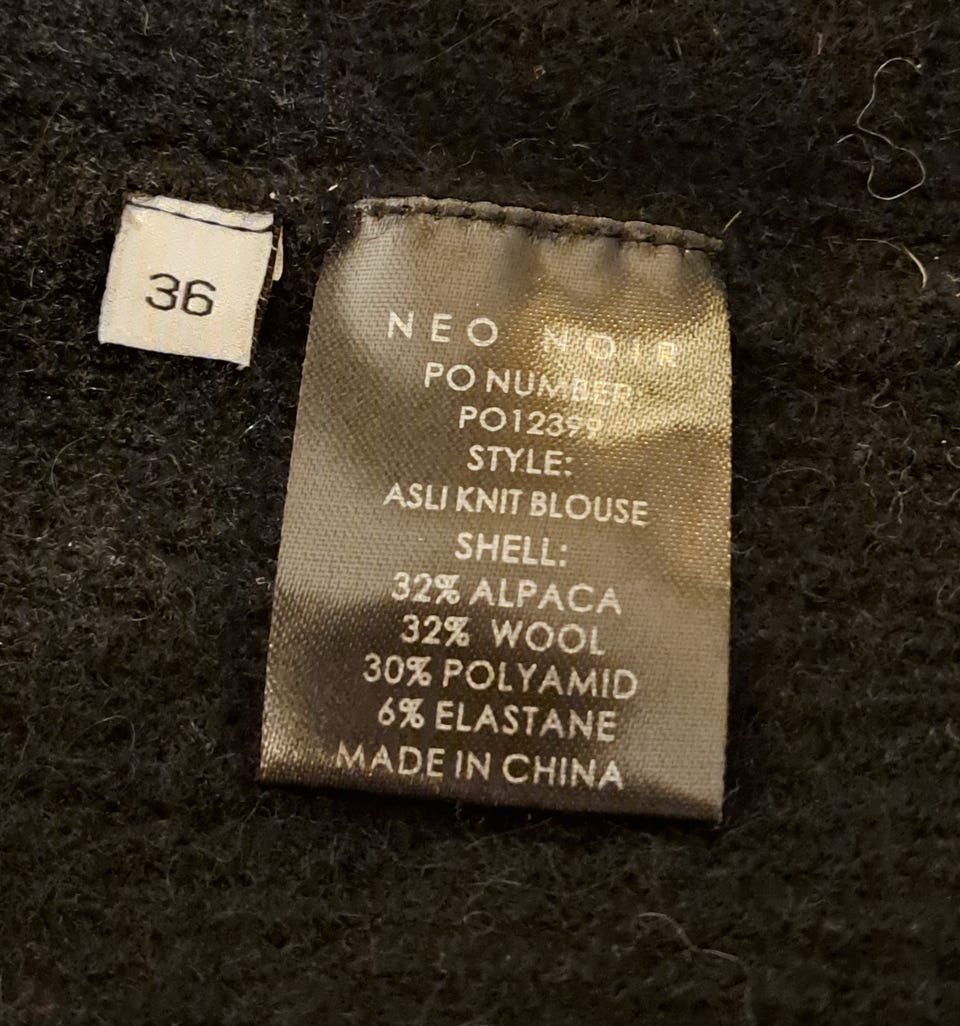 36
NEO NOIR
PO NUMBER
PO12399
STYLE:
ASLI KNIT BLOUSE
SHELL:
32% ALPACA
32% WOOL
30% POLYAMID
6% ELASTANE
MADE IN CHINA